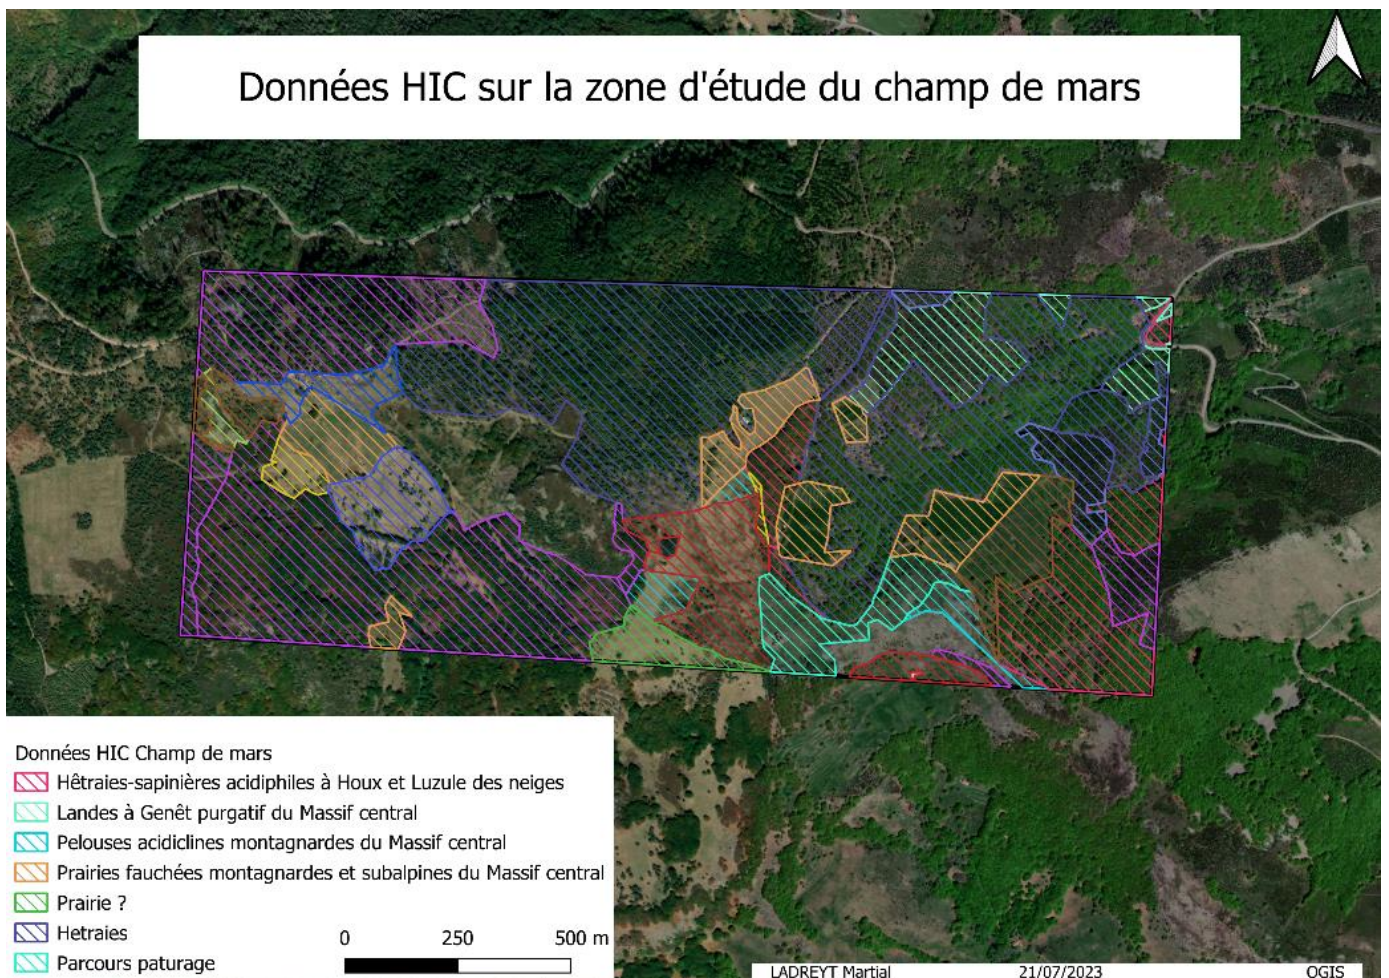 Données HIC sur la zone d'étude du champ de mars
Données HIC Champ de mars
Hêtraies-sapinières acidiphiles à Houx et Luzule des neiges
Landes à Genêt purgatif du Massif central
Pelouses acidiclines montagnardes du Massif central
Prairies fauchées montagnardes et subalpines du Massif central
Prairie ?
Hetraies
Parcours paturage
0 250 500 m
LADREYT Martial 21/07/2023 QGIS